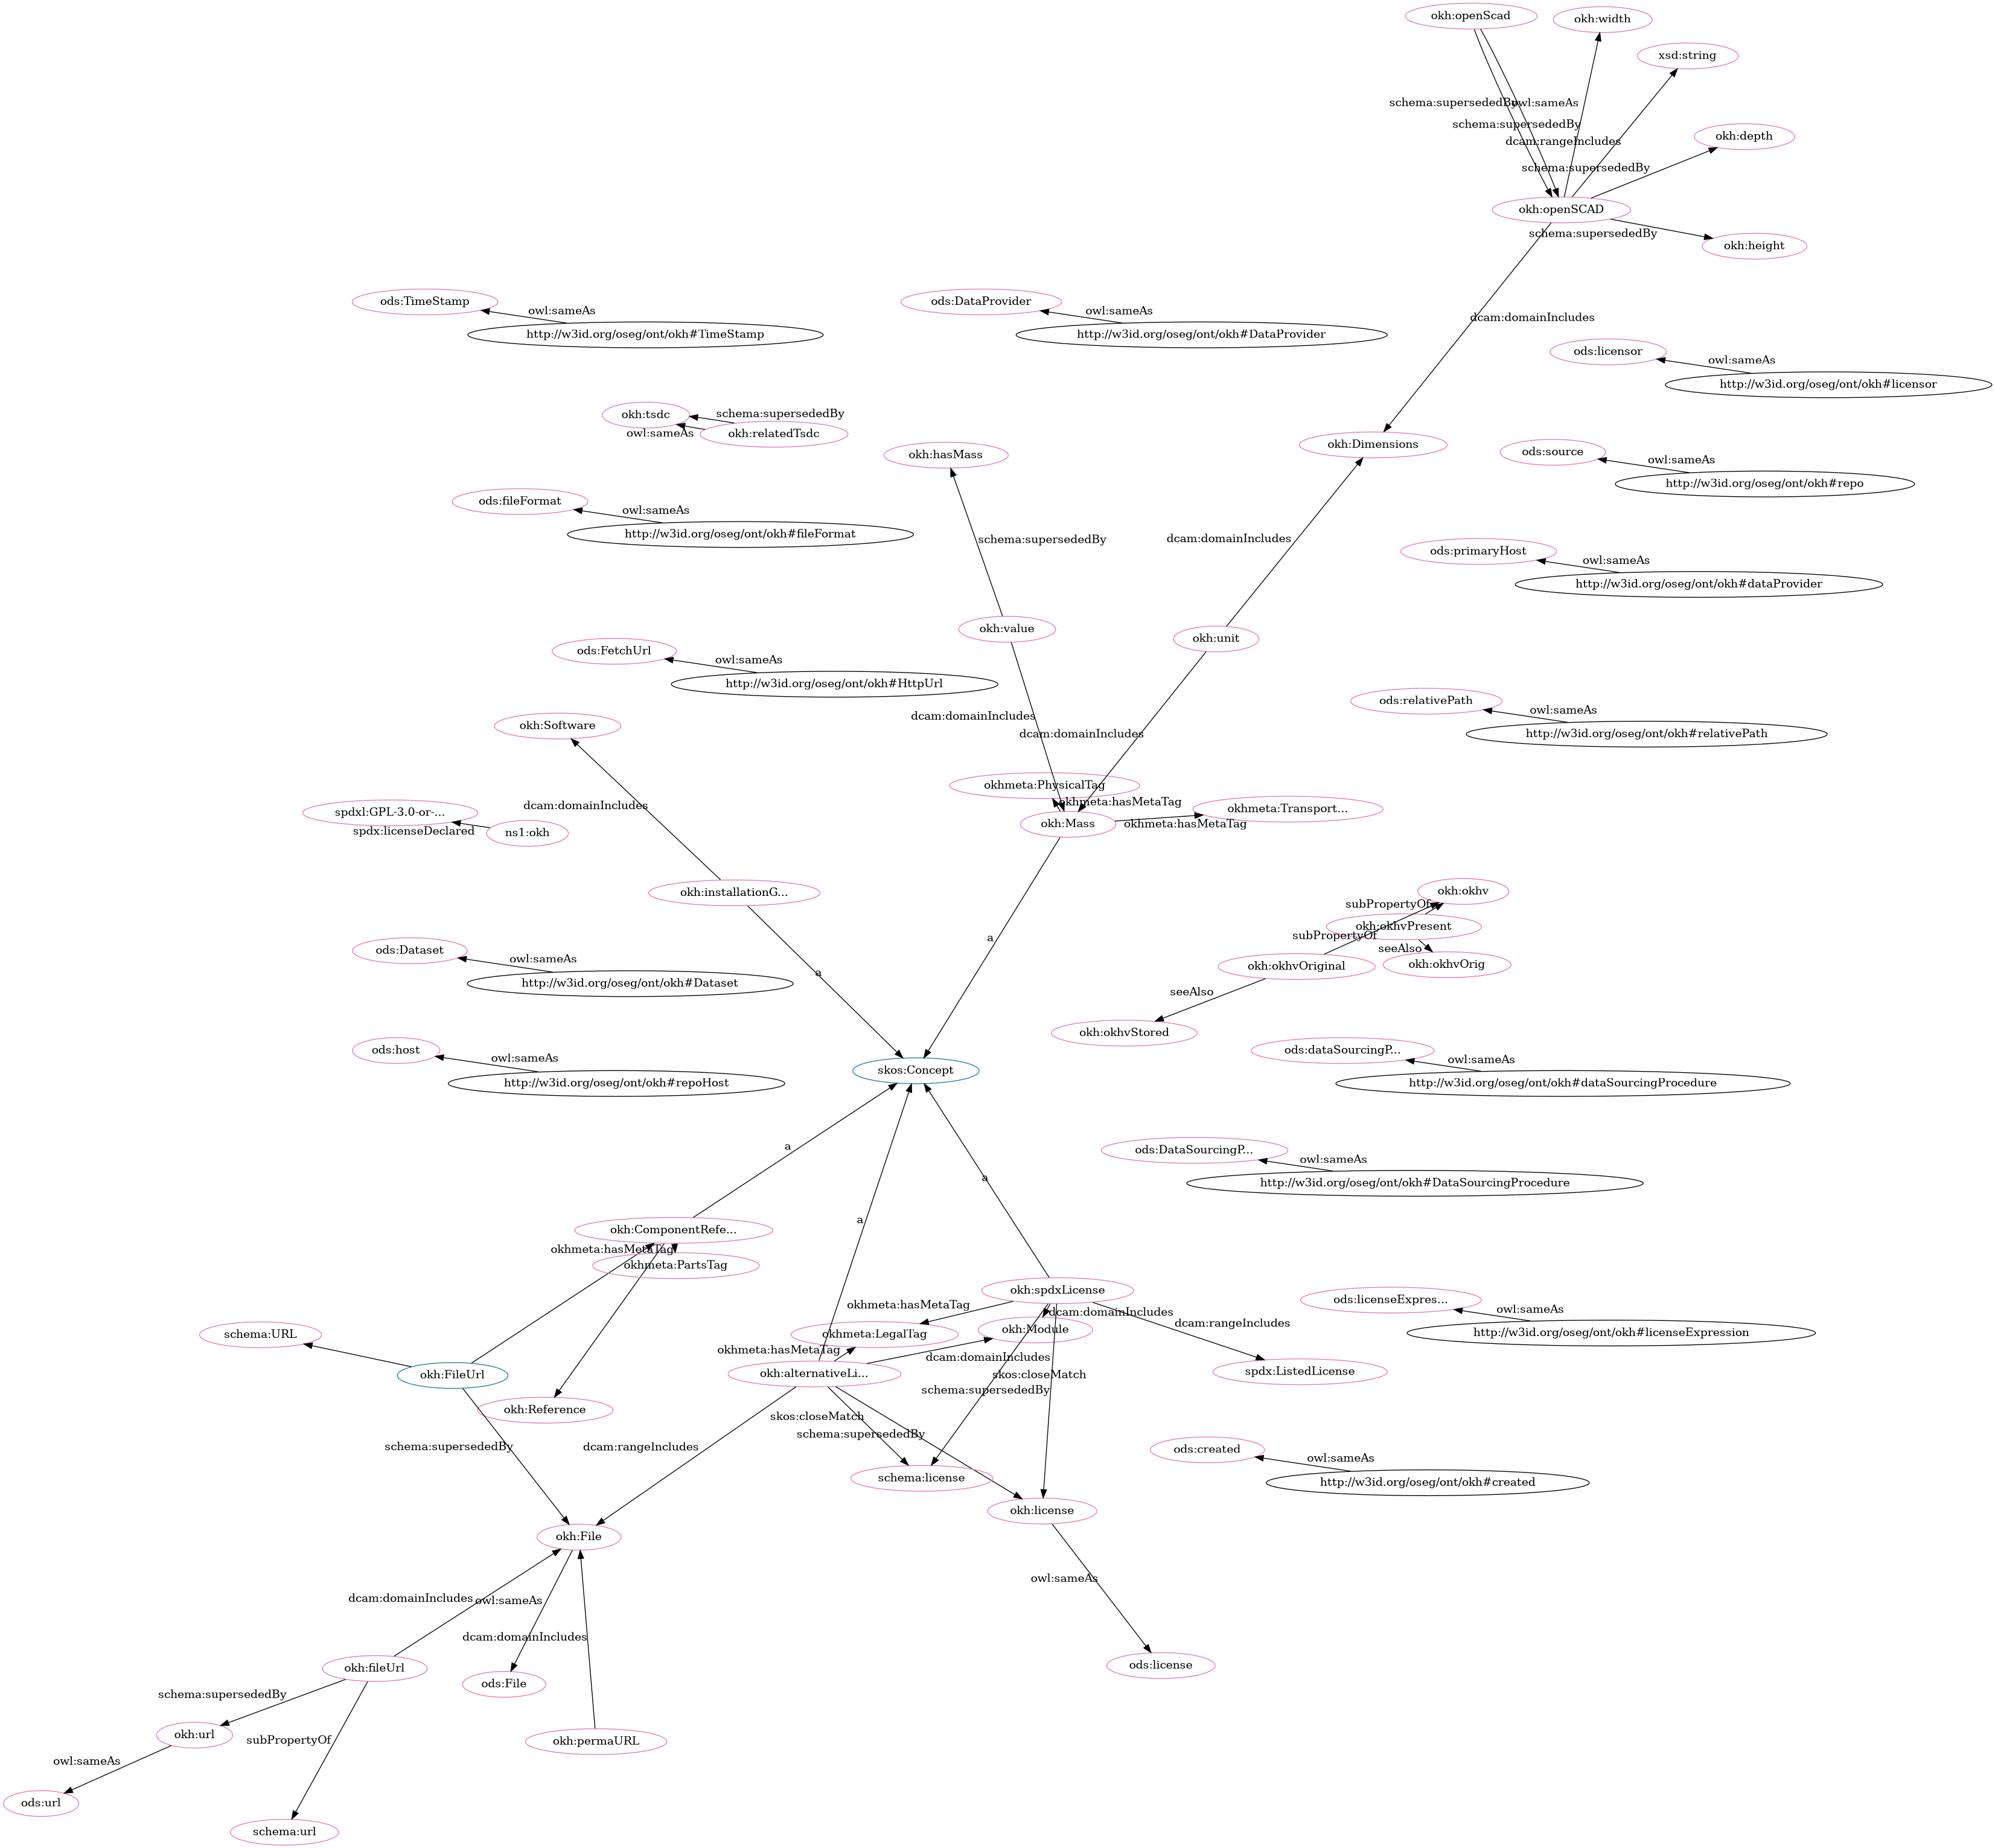 okh:openScad
okh:width
xsd:string
schema:supersededBy
owl:sameAs
schema:supersededBy
okh:depth
dcam:rangeIncludes
schema:supersededBy
okh:openSCAD
schema:supersededBy
okh:height
ods:TimeStamp
owl:sameAs
http://w3id.org/oseg/ont/okh#TimeStamp
ods:DataProvider
owl:sameAs
http://w3id.org/oseg/ont/okh#DataProvider
dcam:domainIncludes
ods:licensor
owl:sameAs
http://w3id.org/oseg/ont/okh#licensor
okh:tsdc
schema:supersededBy
owl:sameAs
okh:relatedTsdc
okh:hasMass
okh:Dimensions
ods:source
owl:sameAs
http://w3id.org/oseg/ont/okh#repo
ods:fileFormat
owl:sameAs
http://w3id.org/oseg/ont/okh#fileFormat
schema:supersededBy
dcam:domainIncludes
ods:primaryHost
owl:sameAs
http://w3id.org/oseg/ont/okh#dataProvider
okh:value
okh:unit
ods:FetchUrl
owl:sameAs
http://w3id.org/oseg/ont/okh#HttpUrl
okh:Software
dcam:domainIncludes
dcam:domainIncludes
ods:relativePath
owl:sameAs
http://w3id.org/oseg/ont/okh#relativePath
okhmeta:PhysicalTag
okhmeta:hasMetaTag
okhmeta:Transport...
okh:Mass
okhmeta:hasMetaTag
dcam:domainIncludes
spdxl:GPL-3.0-or-...
spdx:licenseDeclared
ns1:okh
okh:installationG...
okh:okhv
subPropertyOf
okh:okhvPresent
subPropertyOf
seeAlso
okh:okhvOriginal
okh:okhvOrig
seeAlso
okh:okhvStored
a
ods:Dataset
owl:sameAs
http://w3id.org/oseg/ont/okh#Dataset
a
ods:host
owl:sameAs
http://w3id.org/oseg/ont/okh#repoHost
skos:Concept
ods:dataSourcingP...
owl:sameAs
http://w3id.org/oseg/ont/okh#dataSourcingProcedure
a
ods:DataSourcingP...
owl:sameAs
http://w3id.org/oseg/ont/okh#DataSourcingProcedure
a
a
okh:ComponentRefe...
okhmeta:hasMetaTag
okhmeta:PartsTag
okh:spdxLicense
okhmeta:hasMetaTag
dcam:domainIncludes
dcam:rangeIncludes
ods:licenseExpres...
owl:sameAs
http://w3id.org/oseg/ont/okh#licenseExpression
schema:URL
okh:FileUrl
okhmeta:LegalTag
okh:Module
okhmeta:hasMetaTag
dcam:domainIncludes
okh:alternativeLi...
skos:closeMatch
schema:supersededBy
spdx:ListedLicense
okh:Reference
skos:closeMatch
schema:supersededBy
schema:supersededBy
dcam:rangeIncludes
schema:license
okh:license
ods:created
owl:sameAs
http://w3id.org/oseg/ont/okh#created
okh:File
owl:sameAs
dcam:domainIncludes
owl:sameAs
dcam:domainIncludes
okh:fileUrl
ods:File
ods:license
schema:supersededBy
okh:url
subPropertyOf
okh:permaURL
owl:sameAs
ods:url
schema:url